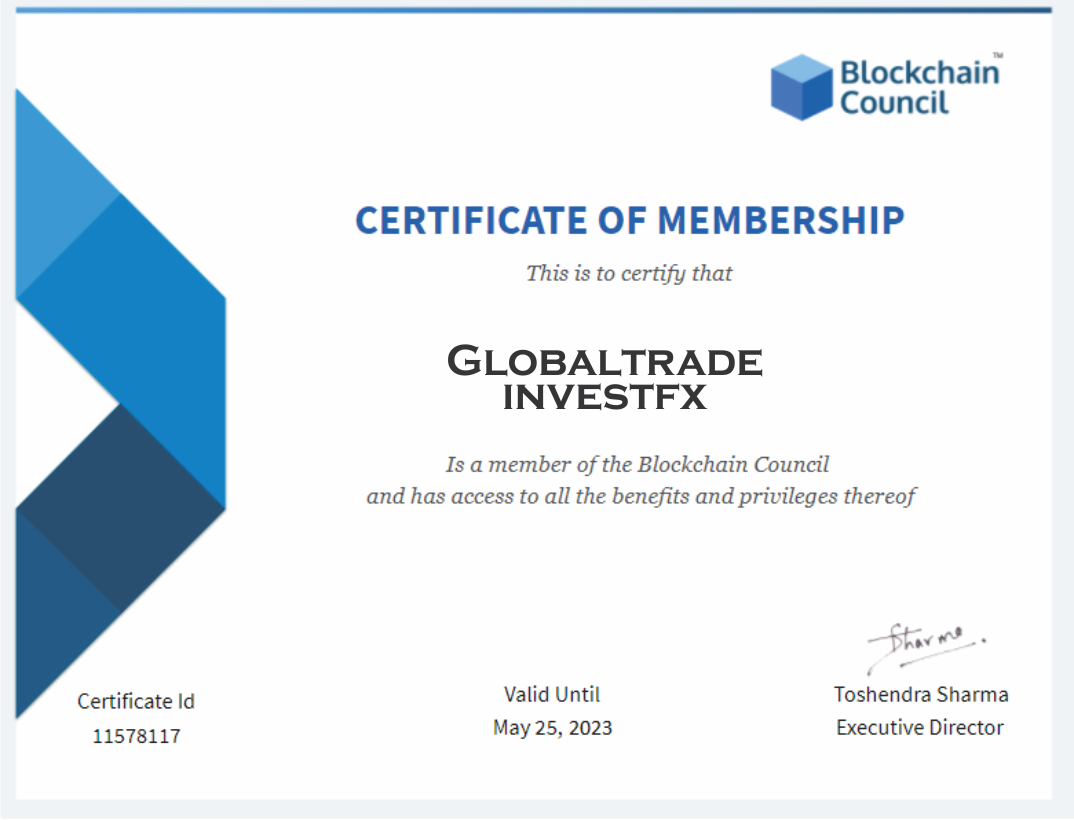 Blockchain™
Council
CERTIFICATE OF MEMBERSHIP
This is to certify that
GLOBALTRADE
INVESTFX
Is a member of the Blockchain Council
and has access to all the benefits and privileges thereof
Sharma
Certificate Id
11578117
Valid Until
May 25, 2023
Toshendra Sharma
Executive Director